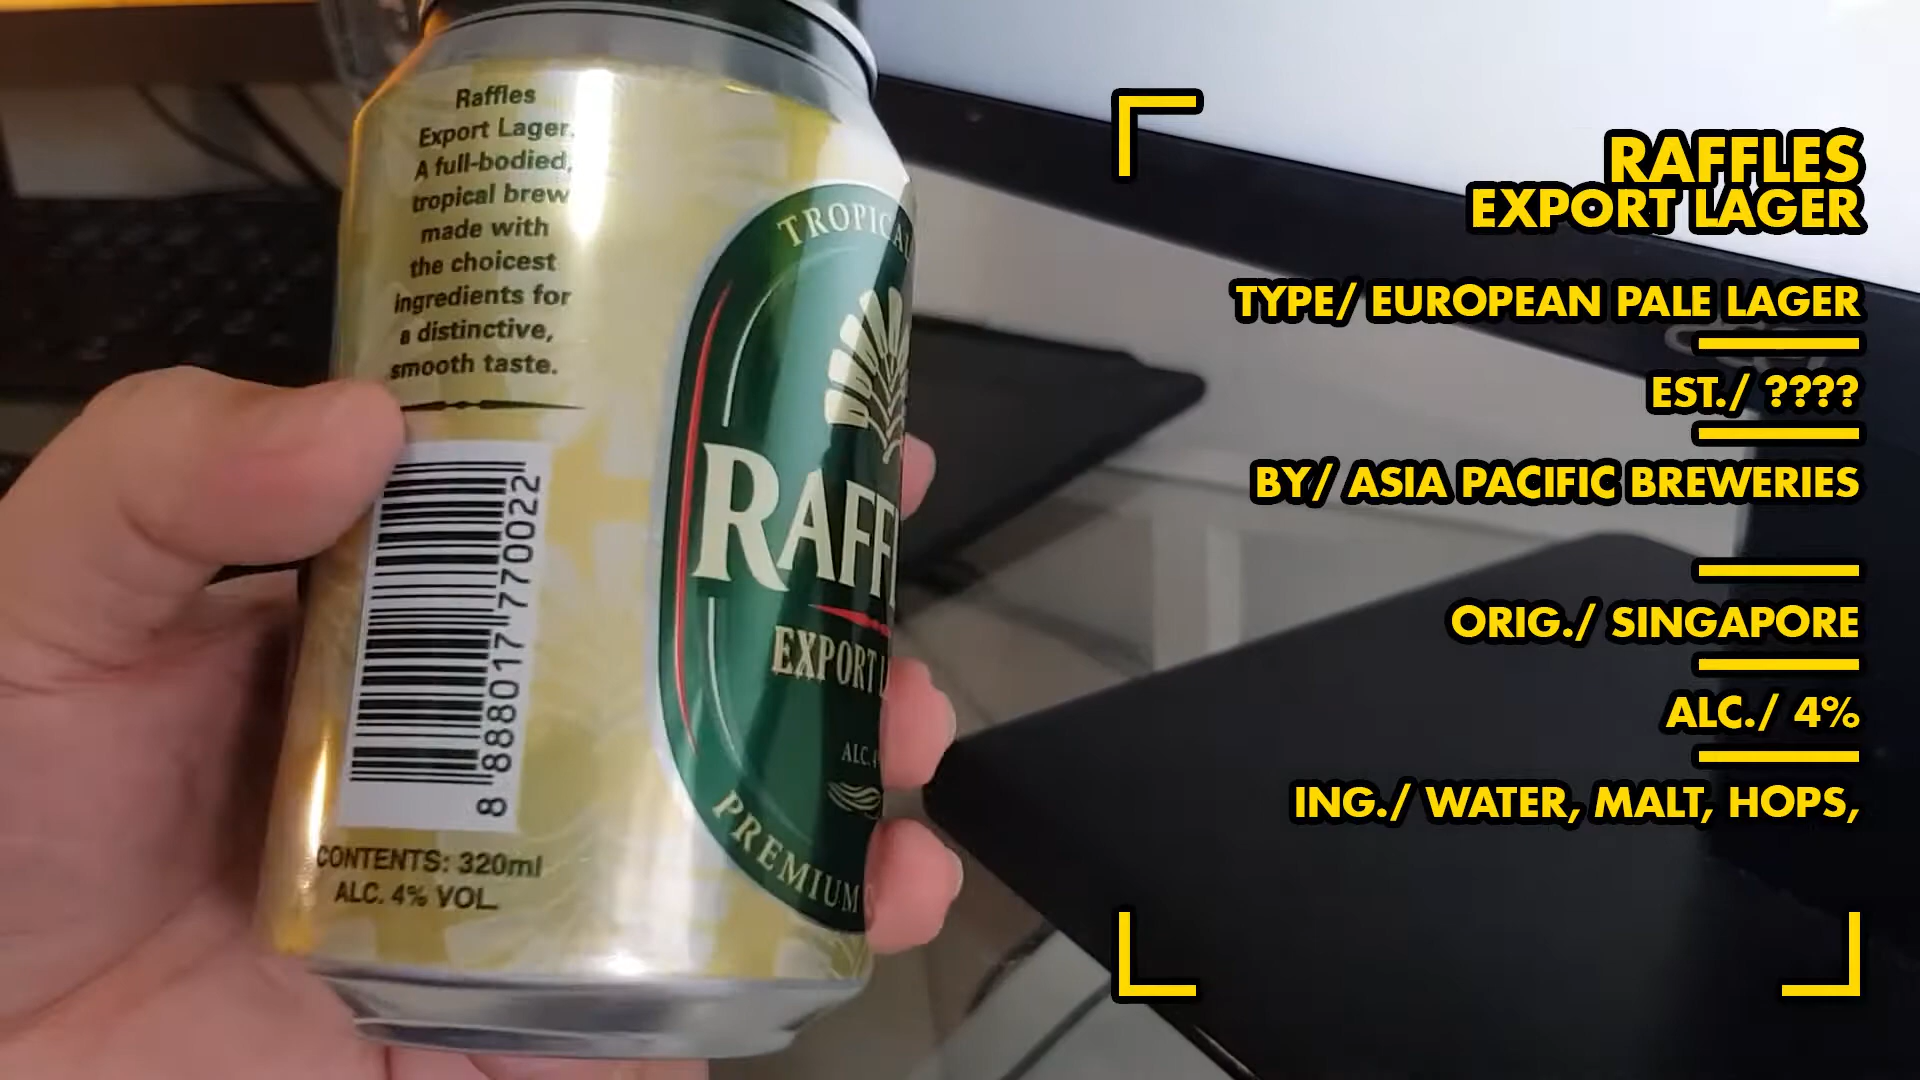 Raffles
Export Lager.
A full-bodied,
tropical brew
made with
the choicest
ingredients for
a distinctive,
smooth taste.
8 888017 770022
CONTENTS: 320ml
ALC. 4% VOL.
EXPORT
ALC.
PREMIUM
RAFFLES
EXPORT LAGER
TYPE/ EUROPEAN PALE LAGER
EST./ ????
BY/ ASIA PACIFIC BREWERIES
ORIG./ SINGAPORE
ALC./ 4%
ING./ WATER, MALT, HOPS,